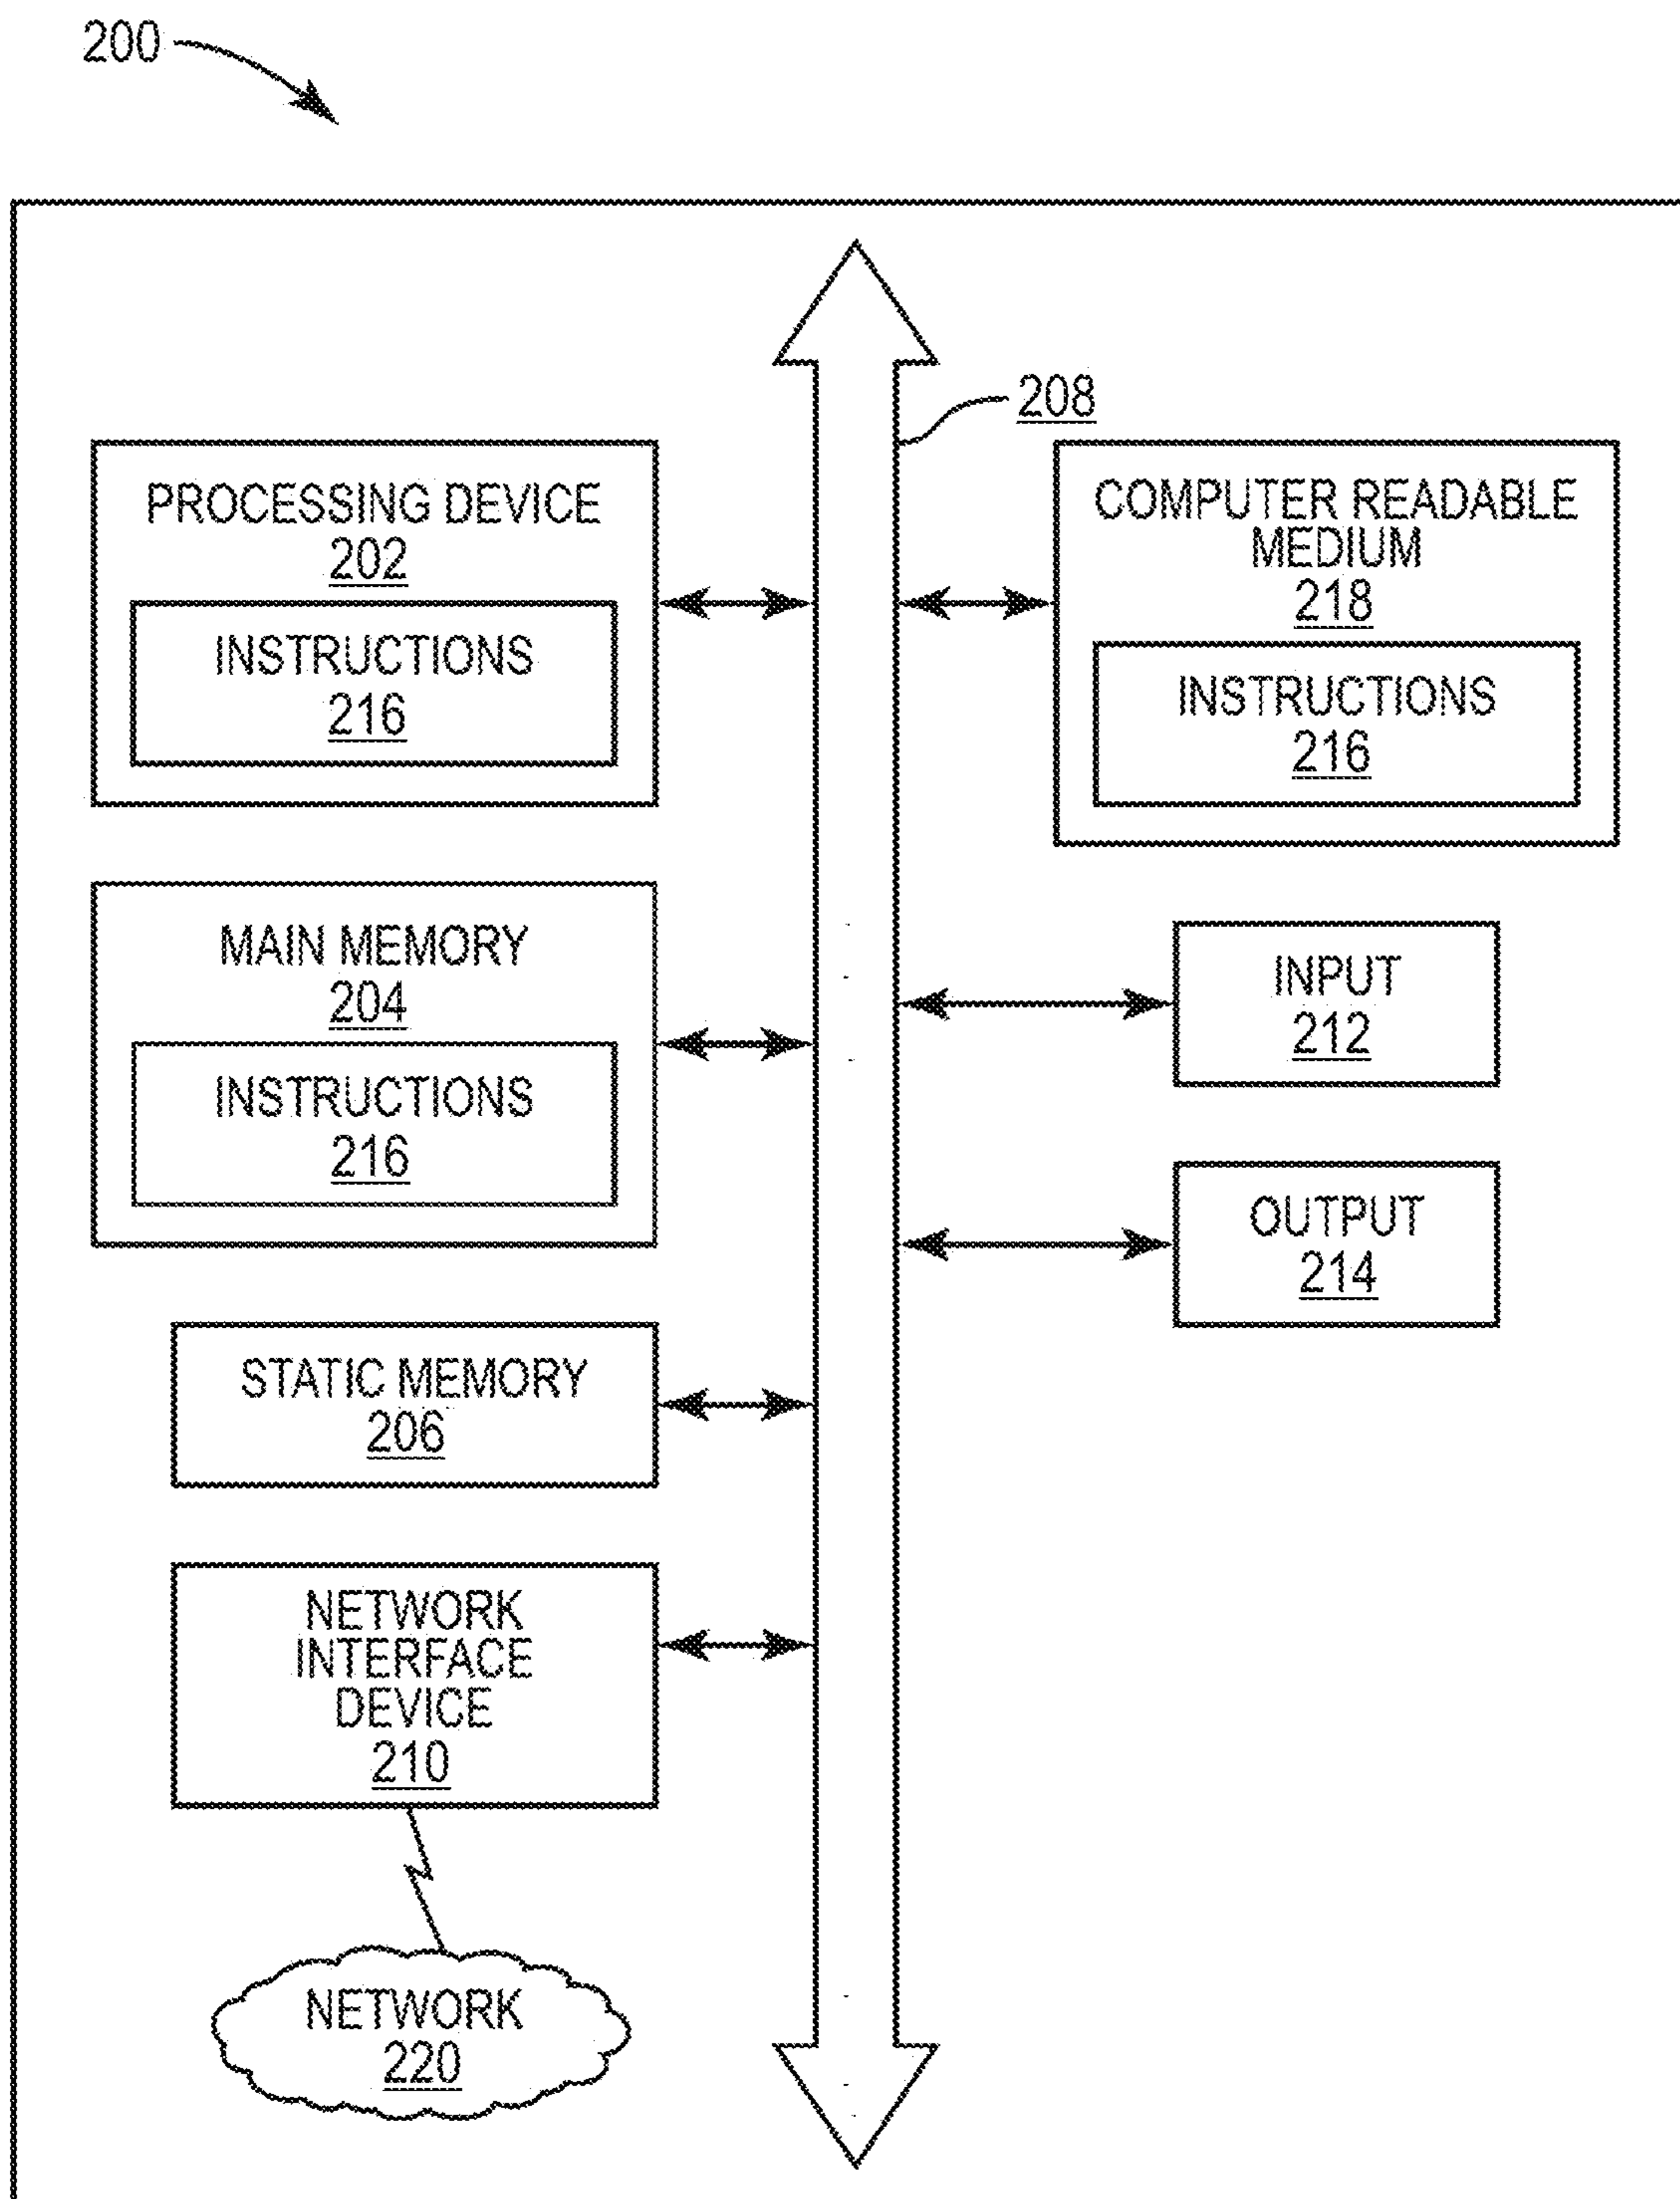 200
208
PROCESSING DEVICE
202
INSTRUCTIONS
216
COMPUTER READABLE
MEDIUM
218
INSTRUCTIONS
216
MAIN MEMORY
204
INSTRUCTIONS
216
INPUT
212
OUTPUT
214
STATIC MEMORY
206
NETWORK
INTERFACE
DEVICE
210
NETWORK
220